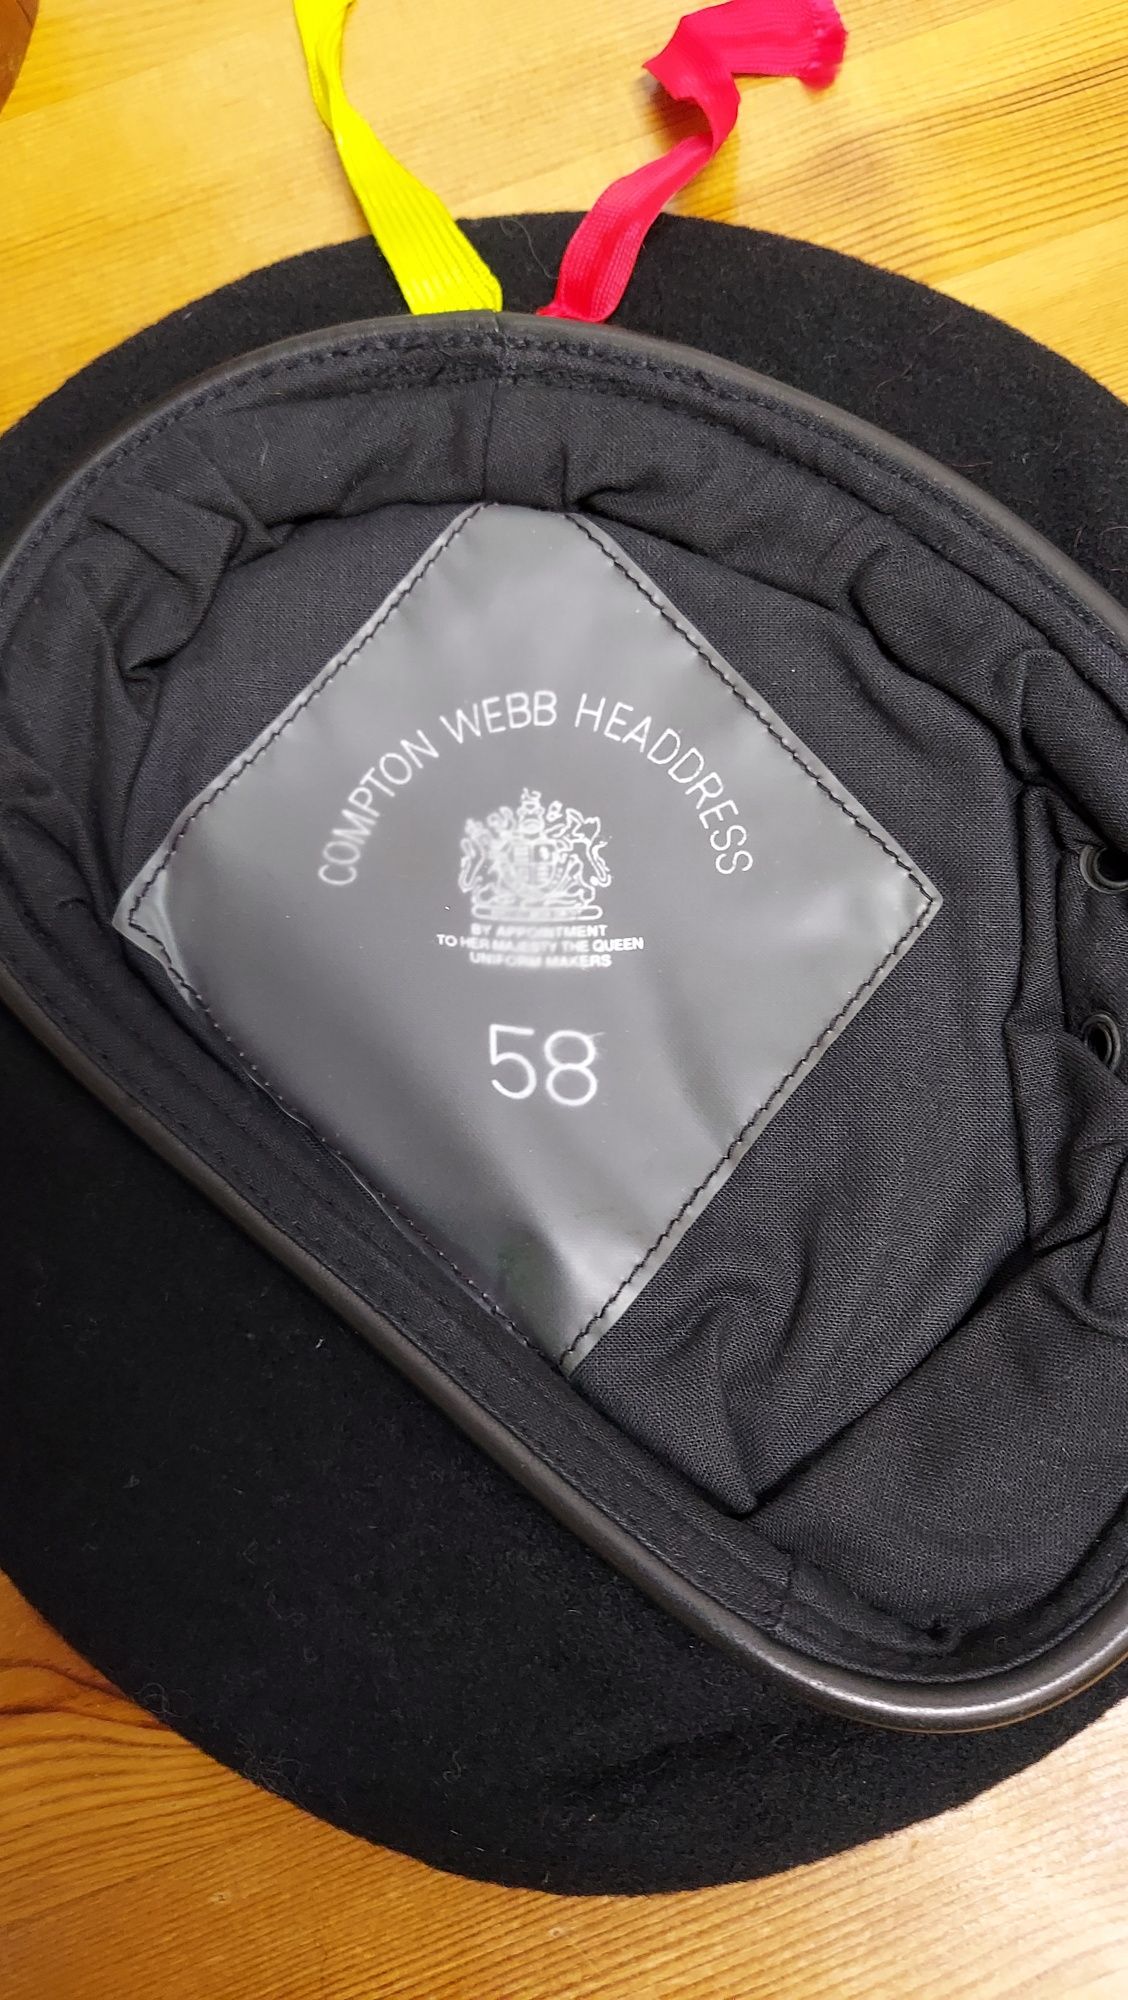 COMPTON WEBB HEADDRESS
BY APPOINTMENT
TO HER MAJESTY THE QUEEN
UNIFORM MAKERS
58